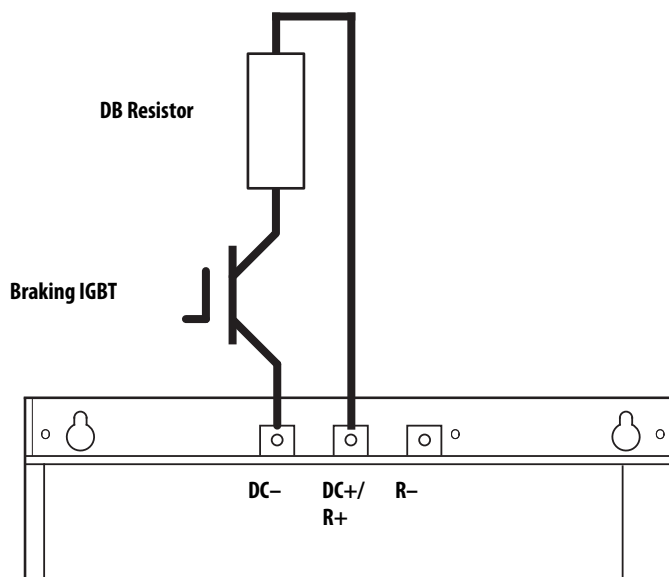 DB Resistor
Braking IGBT
DC–
DC+/
R+
R–